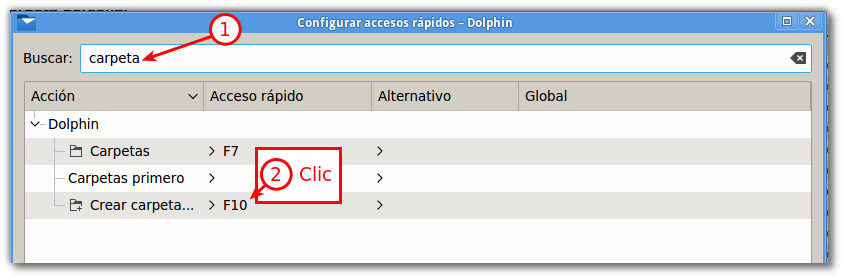 Configurar accesos rápidos – Dolphin
1
Buscar: carpeta
Acción Acceso rápido Alternativo Global
Dolphin
Carpetas F7
2 Clic
Carpetas primero
Crear carpeta... F10